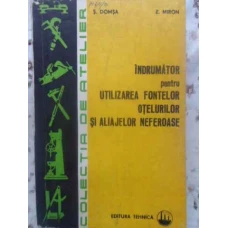 S. DOMȘA
Z. MIRON
ÎNDRUMĂTOR
pentru
UTILIZAREA FONTELOR
OȚELURILOR
ȘI ALIAJELOR NEFEROASE
COLECȚIA DE ATELIER
EDITURA TEHNICĂ